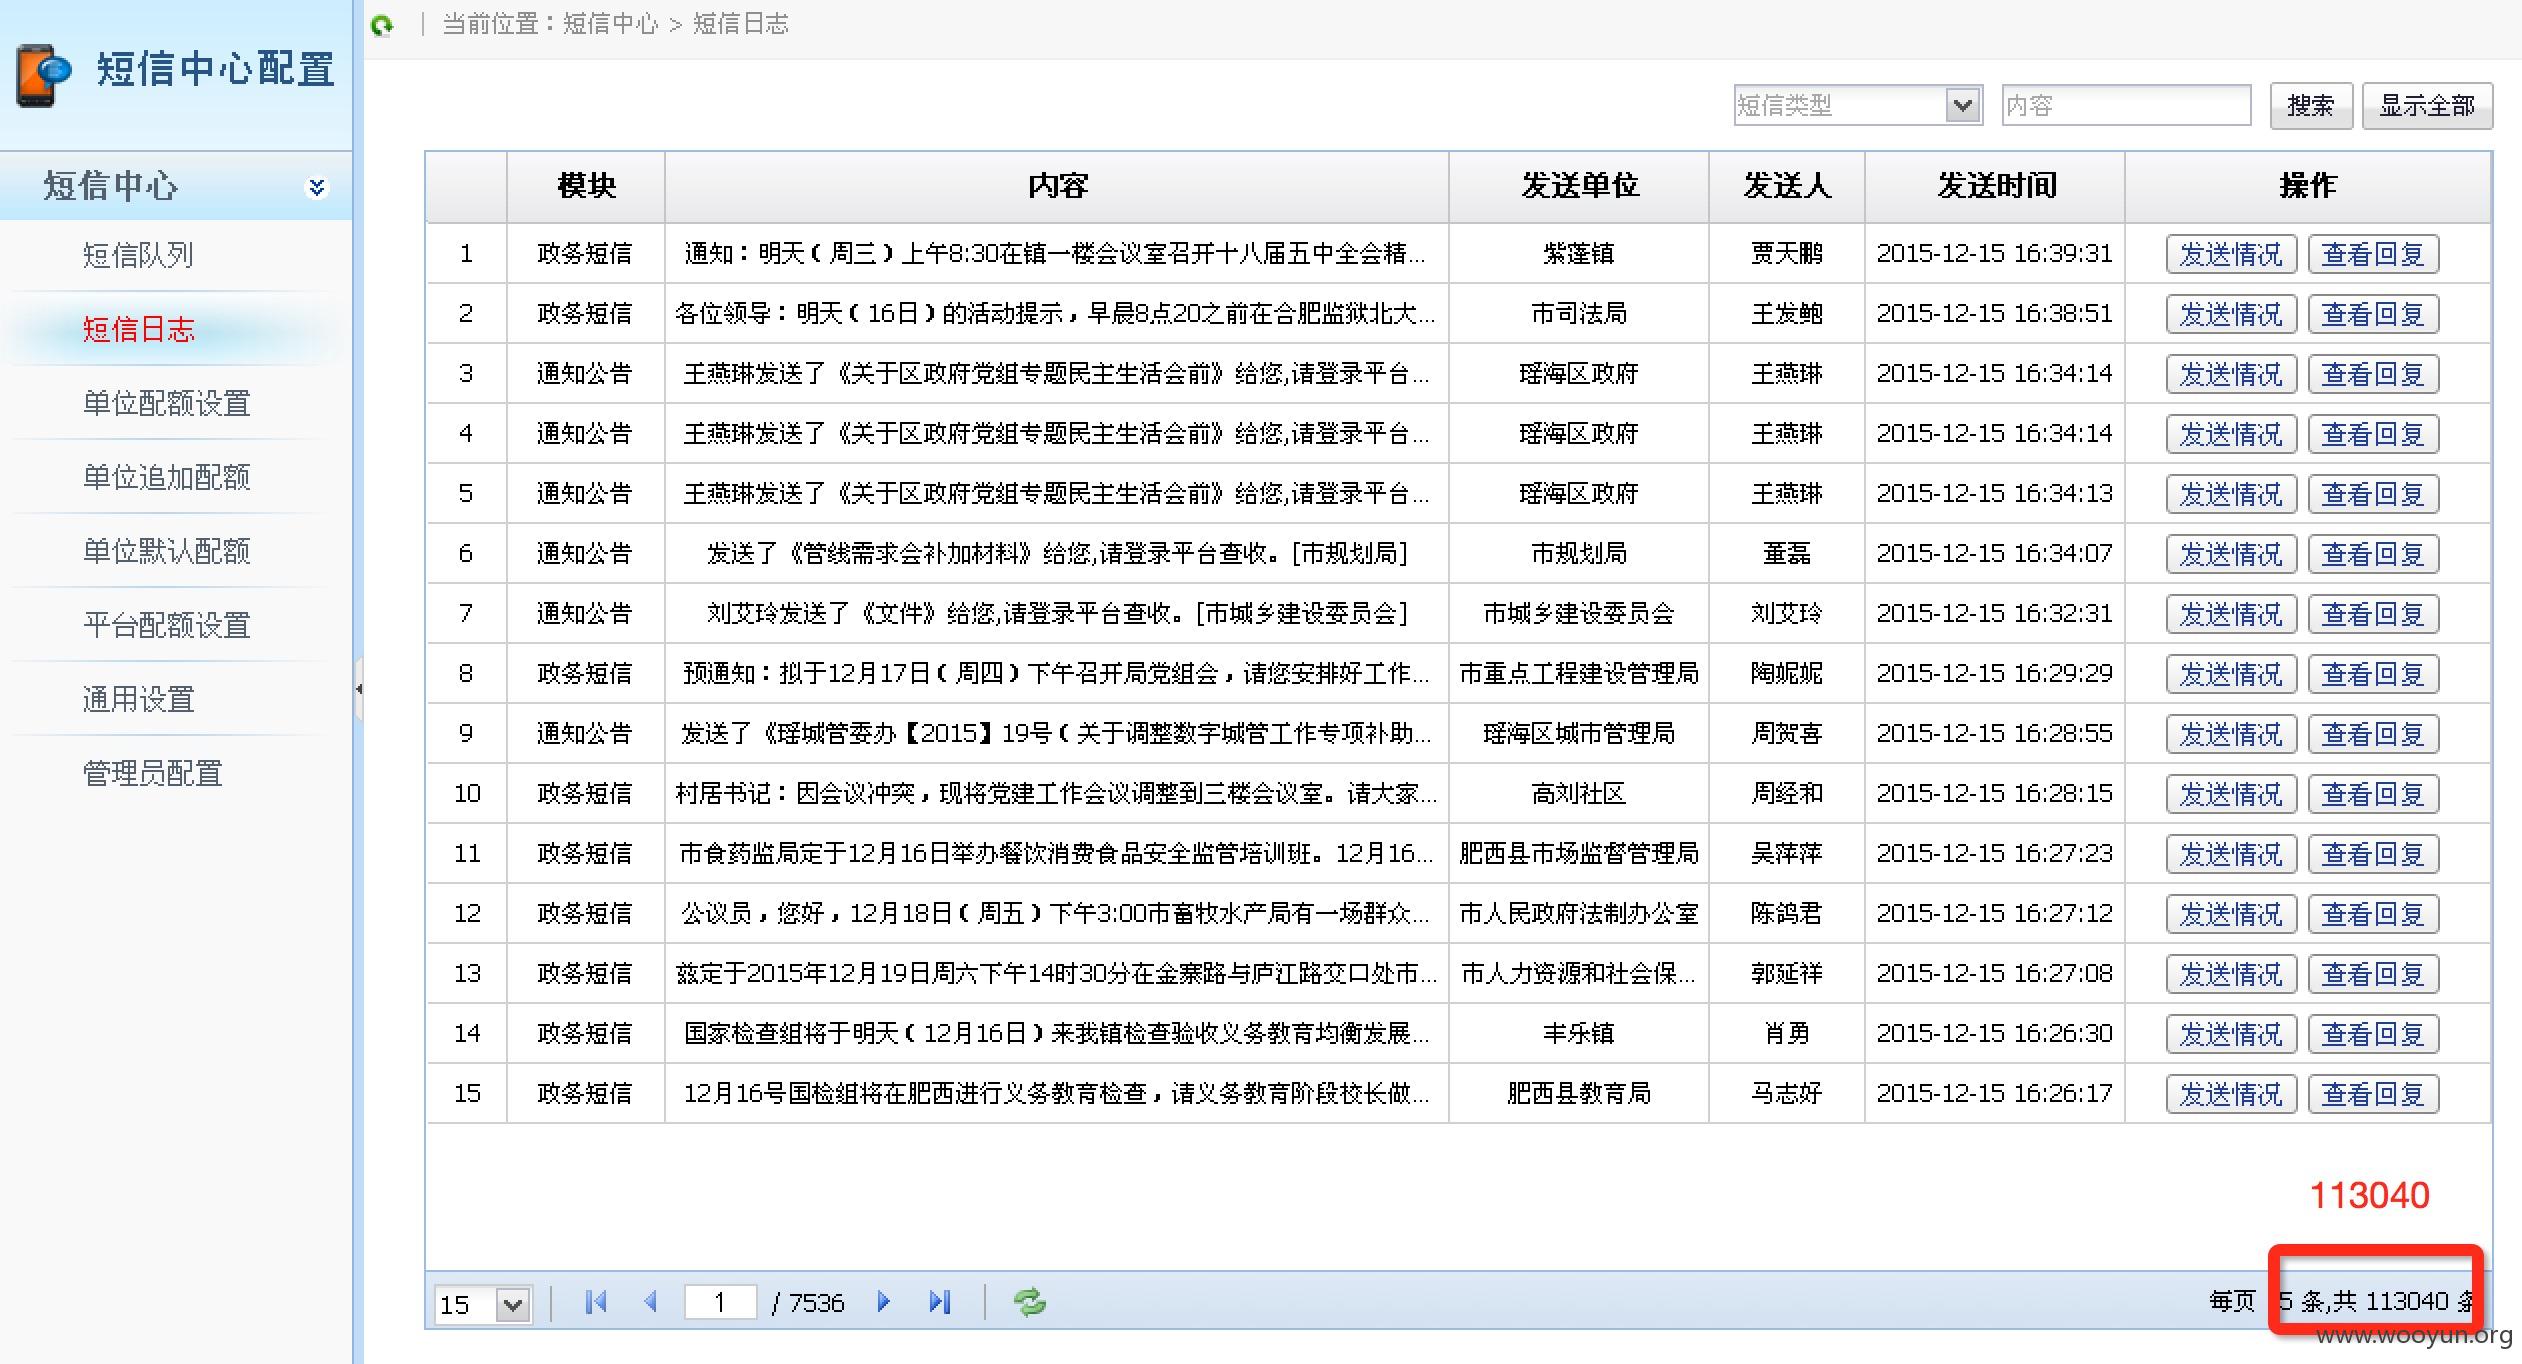 短信中心配置
短信中心
短信队列
短信日志
单位配额设置
单位追加配额
单位默认配额
平台配额设置
通用设置
管理员配置
当前位置：短信中心 > 短信日志
短信类型 内容 搜索 显示全部
模块 内容 发送单位 发送人 发送时间 操作
1 政务短信 通知：明天（周三）上午8:30在镇一楼会议室召开十八届五中全会精... 紫蓬镇 贾天鹏 2015-12-15 16:39:31 发送情况 查看回复
2 政务短信 各位领导：明天（16日）的活动提示，早晨8点20之前在合肥监狱北大... 市司法局 王发鲍 2015-12-15 16:38:51 发送情况 查看回复
3 通知公告 王燕琳发送了《关于区政府党组专题民主生活会前》给您,请登录平台... 瑶海区政府 王燕琳 2015-12-15 16:34:14 发送情况 查看回复
4 通知公告 王燕琳发送了《关于区政府党组专题民主生活会前》给您,请登录平台... 瑶海区政府 王燕琳 2015-12-15 16:34:14 发送情况 查看回复
5 通知公告 王燕琳发送了《关于区政府党组专题民主生活会前》给您,请登录平台... 瑶海区政府 王燕琳 2015-12-15 16:34:13 发送情况 查看回复
6 通知公告 发送了《管线需求会补加材料》给您,请登录平台查收。[市规划局] 市规划局 董磊 2015-12-15 16:34:07 发送情况 查看回复
7 通知公告 刘艾玲发送了《文件》给您,请登录平台查收。[市城乡建设委员会] 市城乡建设委员会 刘艾玲 2015-12-15 16:32:31 发送情况 查看回复
8 政务短信 预通知：拟于12月17日（周四）下午召开局党组会，请您安排好工作... 市重点工程建设管理局 陶妮妮 2015-12-15 16:29:29 发送情况 查看回复
9 通知公告 发送了《瑶城管委办【2015】19号（关于调整数字城管工作专项补助... 瑶海区城市管理局 周贺喜 2015-12-15 16:28:55 发送情况 查看回复
10 政务短信 村居书记：因会议冲突，现将党建工作会议调整到三楼会议室。请大家... 高刘社区 周经和 2015-12-15 16:28:15 发送情况 查看回复
11 政务短信 市食药监局定于12月16日举办餐饮消费食品安全监管培训班。12月16... 肥西县市场监督管理局 吴萍萍 2015-12-15 16:27:23 发送情况 查看回复
12 政务短信 公议员，您好，12月18日（周五）下午3:00市畜牧水产局有一场群众... 市人民政府法制办公室 陈鸽君 2015-12-15 16:27:12 发送情况 查看回复
13 政务短信 兹定于2015年12月19日周六下午14时30分在金寨路与庐江路交口处市... 市人力资源和社会保... 郭延祥 2015-12-15 16:27:08 发送情况 查看回复
14 政务短信 国家检查组将于明天（12月16日）来我镇检查验收义务教育均衡发展... 丰乐镇 肖勇 2015-12-15 16:26:30 发送情况 查看回复
15 政务短信 12月16号国检组将在肥西进行义务教育检查，请义务教育阶段校长做... 肥西县教育局 马志好 2015-12-15 16:26:17 发送情况 查看回复
113040
15 1 / 7536 每页 5 条,共 113040 条
www.wooyun.org